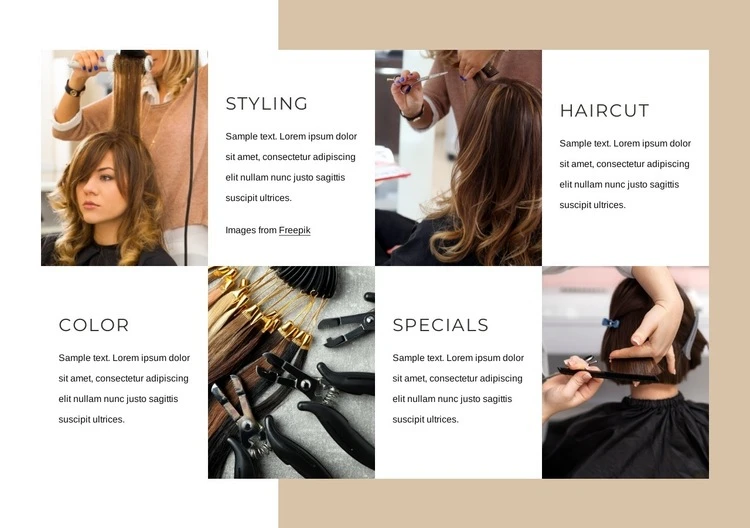 STYLING
Sample text. Lorem ipsum dolor
sit amet, consectetur adipiscing
elit nullam nunc justo sagittis
suscipit ultrices.
Images from Freepik
HAIRCUT
Sample text. Lorem ipsum dolor
sit amet, consectetur adipiscing
elit nullam nunc justo sagittis
suscipit ultrices.
COLOR
Sample text. Lorem ipsum dolor
sit amet, consectetur adipiscing
elit nullam nunc justo sagittis
suscipit ultrices.
SPECIALS
Sample text. Lorem ipsum dolor
sit amet, consectetur adipiscing
elit nullam nunc justo sagittis
suscipit ultrices.